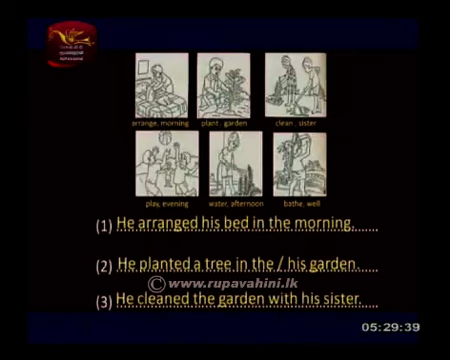 arrange, morning plant, garden clean, sister
play, evening water, afternoon bathe, well
(1) He arranged his bed in the morning.......
(2) He planted a tree in the / his garden.....
© www.rupavahini.lk
(3) He cleaned the garden with his sister.....
05:29:39